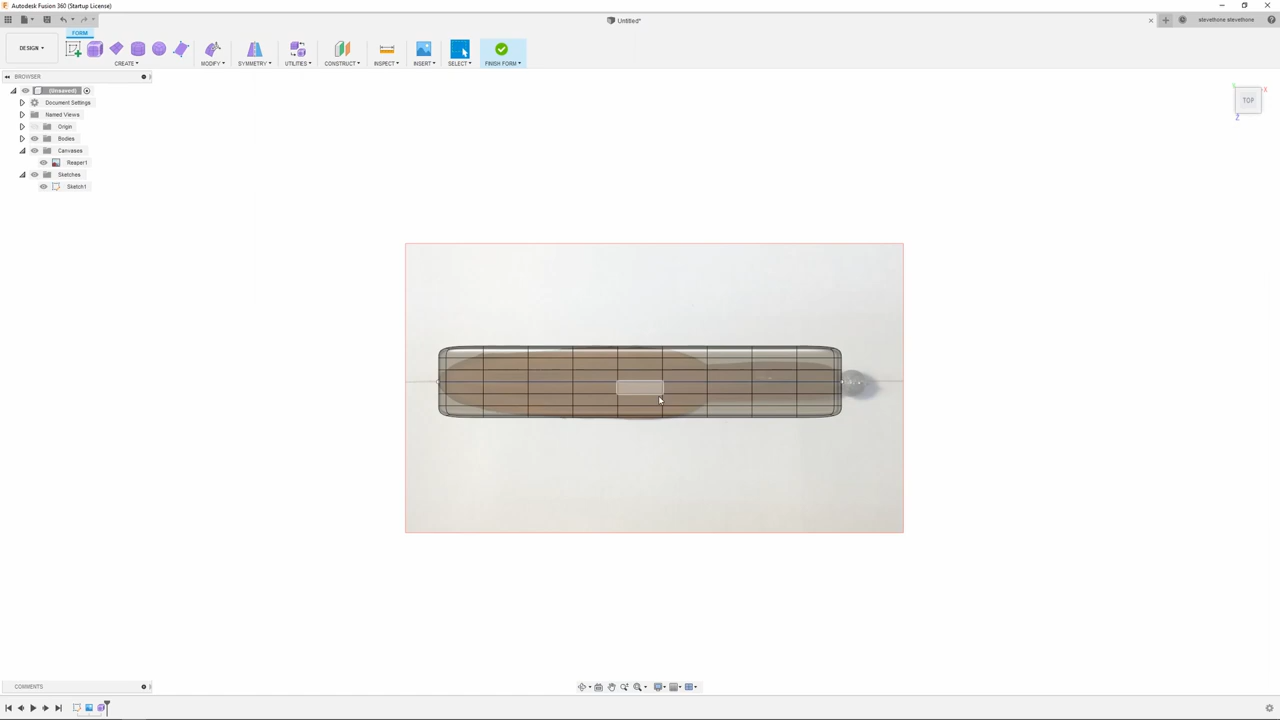 Autodesk Fusion 360 (Startup License)
Untitled*
stevethone stevethone
FORM
DESIGN
CREATE
MODIFY
SYMMETRY
UTILITIES
CONSTRUCT
INSPECT
INSERT
SELECT
FINISH FORM
BROWSER
(Unsaved)
Document Settings
Named Views
Origin
Bodies
Canvases
Reaper1
Sketches
Sketch1
TOP
X
Z
COMMENTS